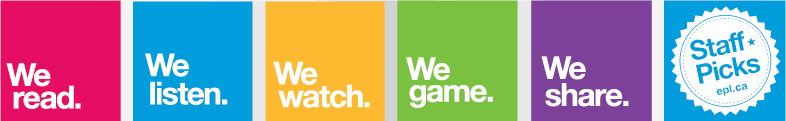 We
read.
We
listen.
We
watch.
We
game.
We
share.
Staff
Picks
epl.ca